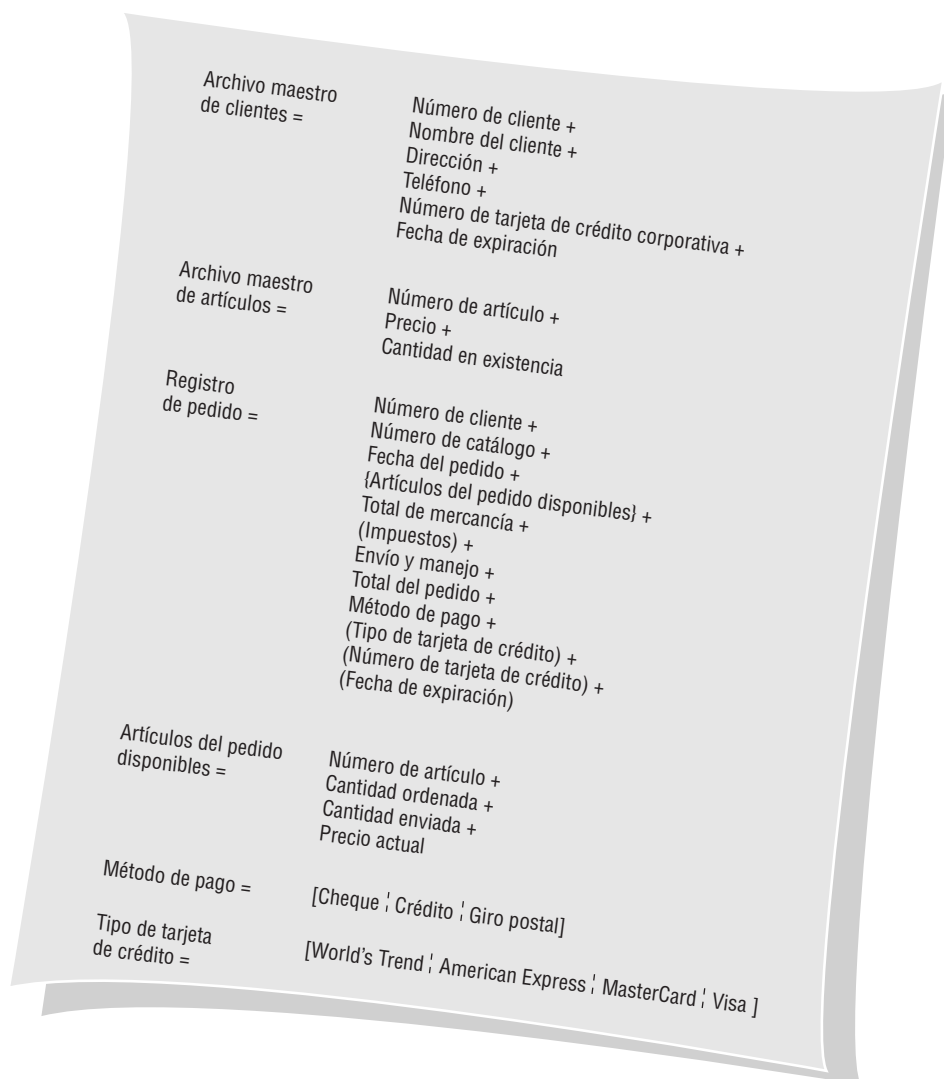 Archivo maestro
de clientes =
Número de cliente +
Nombre del cliente +
Dirección +
Teléfono +
Número de tarjeta de crédito corporativa +
Fecha de expiración
Archivo maestro
de artículos =
Número de artículo +
Precio +
Cantidad en existencia
Registro
de pedido =
Número de cliente +
Número de catálogo +
Fecha del pedido +
{Artículos del pedido disponibles} +
Total de mercancía +
(Impuestos) +
Envío y manejo +
Total del pedido +
Método de pago +
(Tipo de tarjeta de crédito) +
(Número de tarjeta de crédito) +
(Fecha de expiración)
Artículos del pedido
disponibles =
Número de artículo +
Cantidad ordenada +
Cantidad enviada +
Precio actual
Método de pago =
[Cheque ¦ Crédito ¦ Giro postal]
Tipo de tarjeta
de crédito =
[World's Trend ¦ American Express ¦ MasterCard ¦ Visa ]